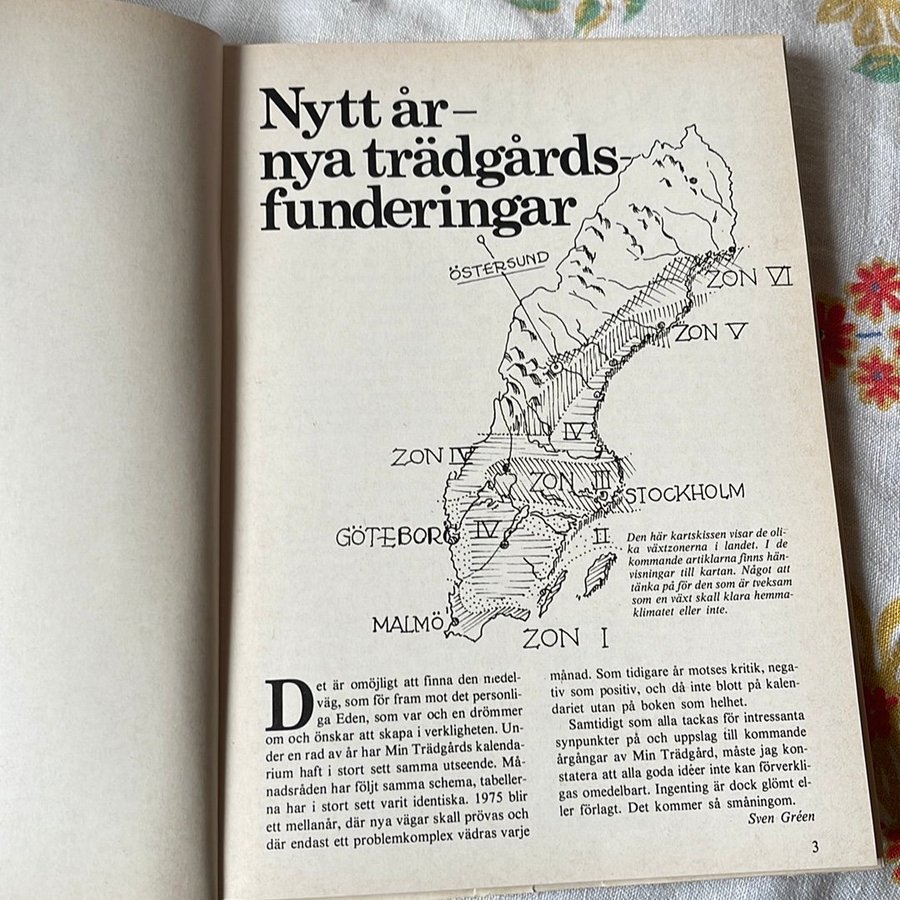 Nytt år –
nya trädgårds-
funderingar
ÖSTERSUND
ZON VI
ZON V
IV
ZON IV
ZON III
STOCKHOLM
GÖTEBORG
IV
II
Den här kartskissen visar de oli-
ka växtzonerna i landet. I de
kommande artiklarna finns hän-
visningar till kartan. Något att
tänka på för den som är tveksam
som en växt skall klara hemma-
klimatet eller inte.
MALMÖ
ZON I
Det är omöjligt att finna den medel-
väg, som för fram mot det personli-
ga Eden, som var och en drömmer
om och önskar att skapa i verkligheten. Un-
der en rad av år har Min Trädgårds kalenda-
rium haft i stort sett samma utseende. Må-
nadsråden har följt samma schema, tabeller-
na har i stort sett varit identiska. 1975 blir
ett mellanår, där nya vägar skall prövas och
där endast ett problemkomplex vädras varje
månad. Som tidigare år motses kritik, nega-
tiv som positiv, och då inte blott på kalen-
dariet utan på boken som helhet.
Samtidigt som alla tackas för intressanta
synpunkter på och uppslag till kommande
årgångar av Min Trädgård, måste jag kon-
statera att alla goda idéer inte kan förverkli-
gas omedelbart. Ingenting är dock glömt el-
ler förlagt. Det kommer så småningom.
Sven Gréen
3